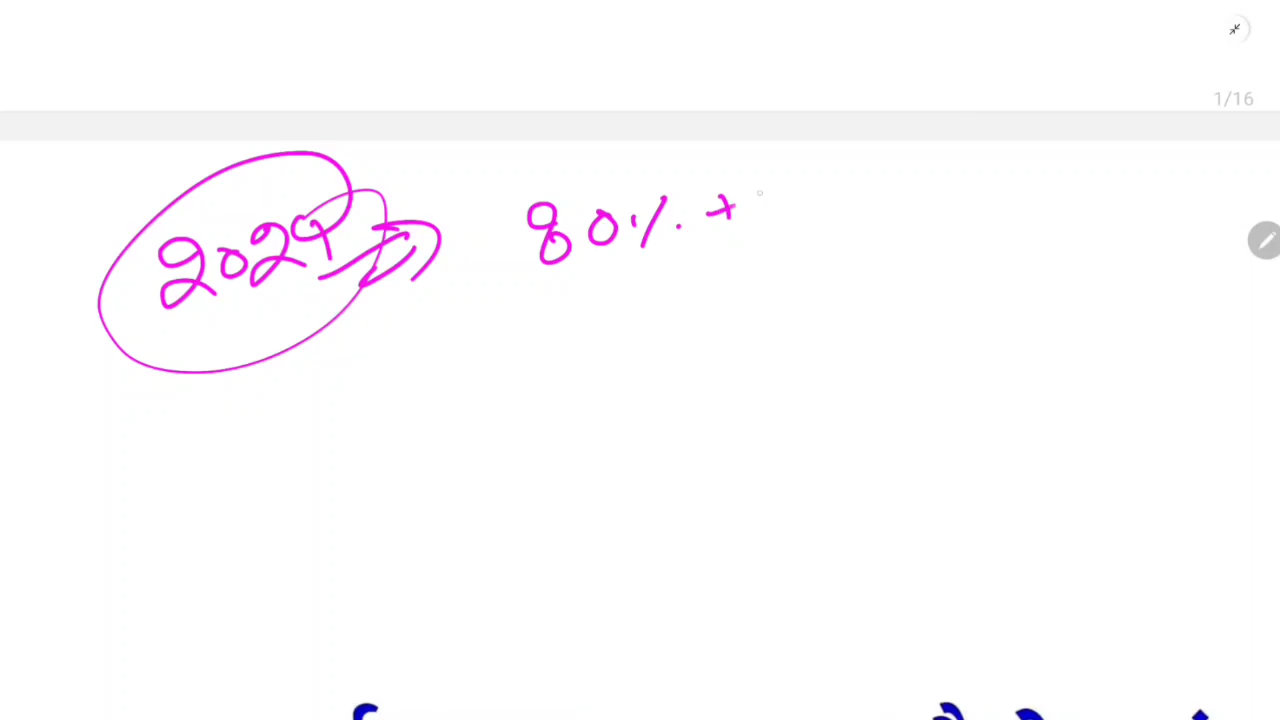 1/16
2024 ⇒ 80% +